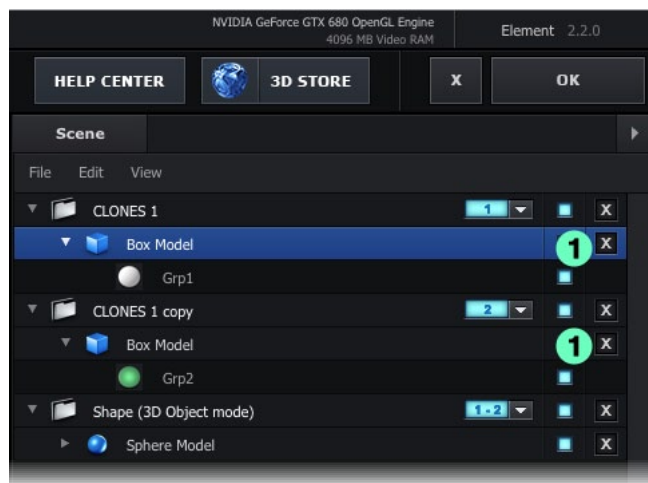 NVIDIA GeForce GTX 680 OpenGL Engine
4096 MB Video RAM
Element 2.2.0
HELP CENTER 3D STORE X OK
Scene
File Edit View
CLONES 1 1 X
Box Model 1 X
Grp1
CLONES 1 copy 2 X
Box Model 1 X
Grp2
Shape (3D Object mode) 1-2 X
Sphere Model X